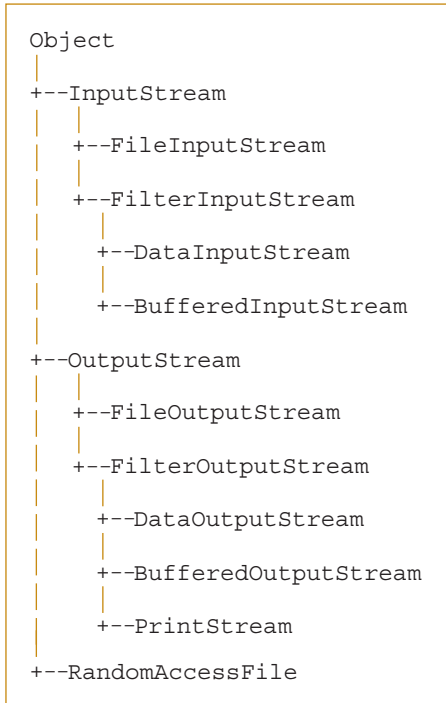 Object
+--InputStream
+--FileInputStream
+--FilterInputStream
+--DataInputStream
+--BufferedInputStream
+--OutputStream
+--FileOutputStream
+--FilterOutputStream
+--DataOutputStream
+--BufferedOutputStream
+--PrintStream
+--RandomAccessFile